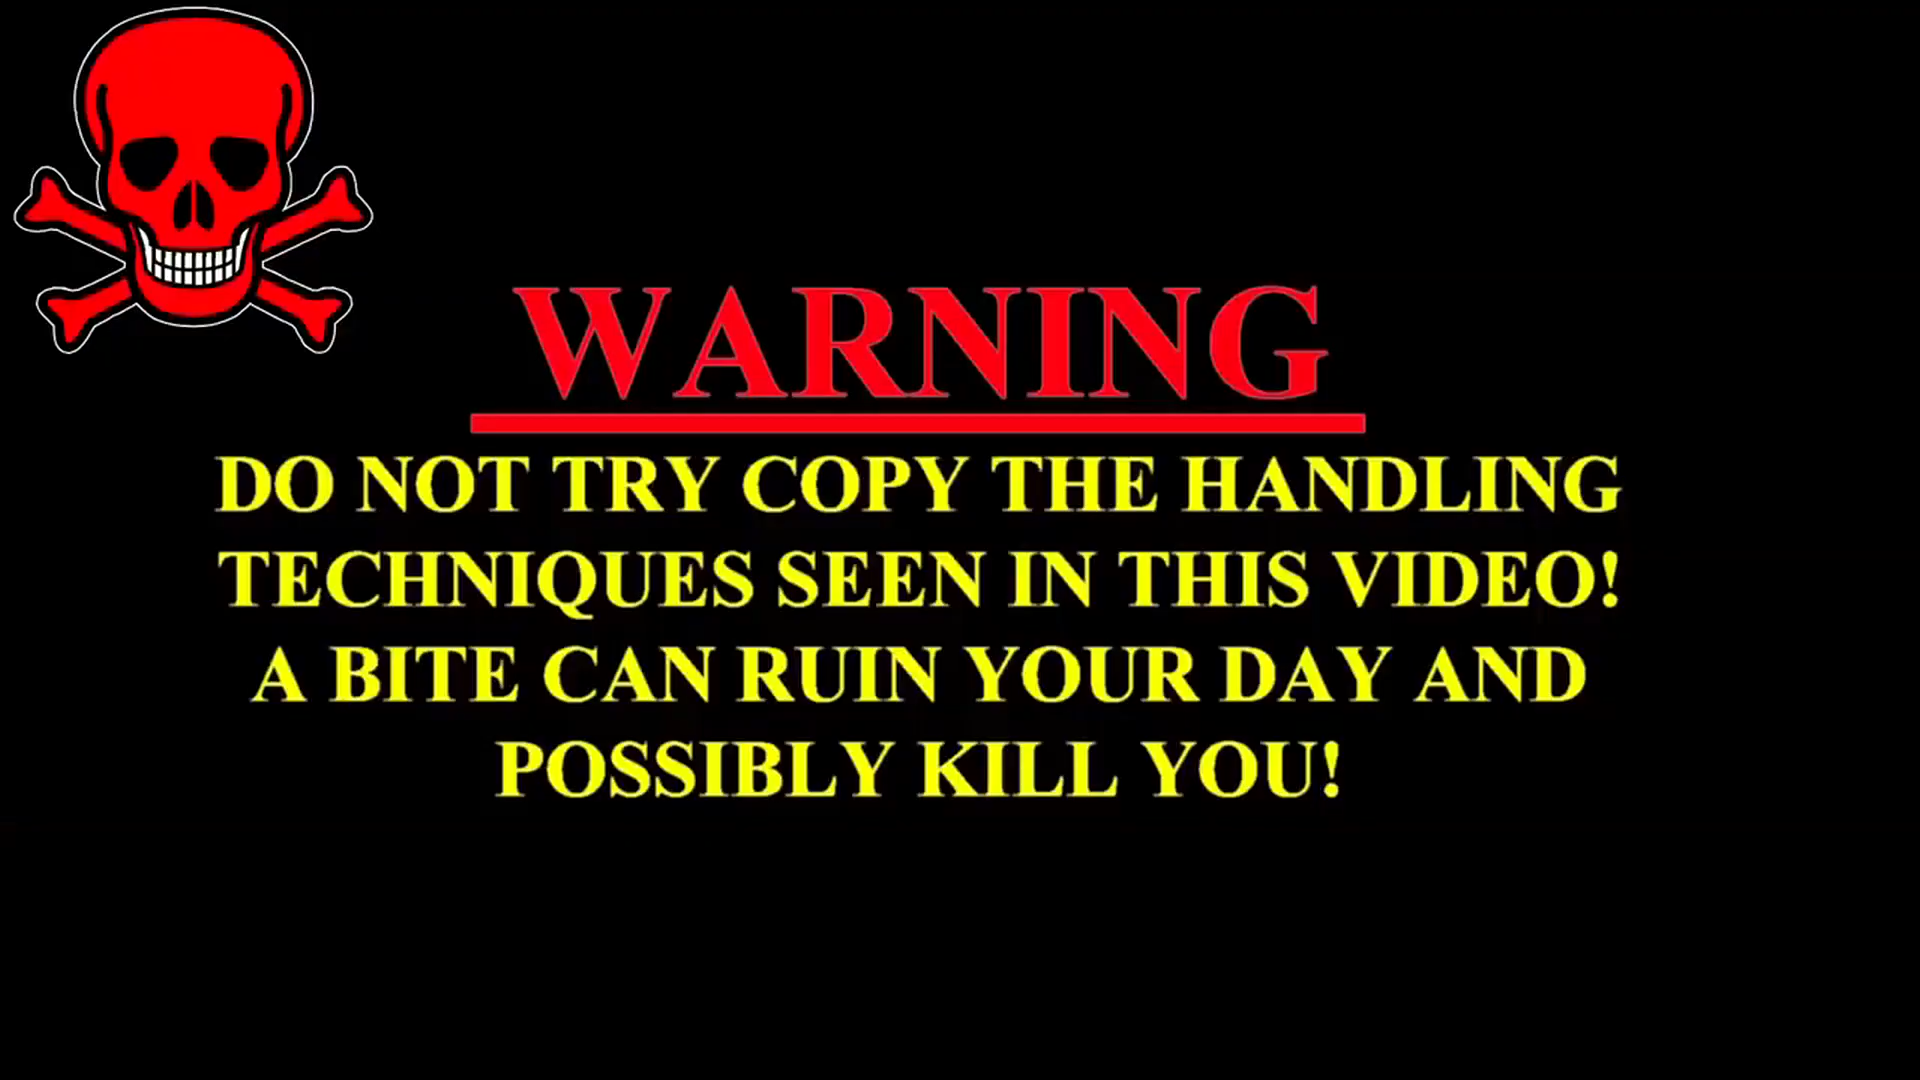 WARNING
DO NOT TRY COPY THE HANDLING
TECHNIQUES SEEN IN THIS VIDEO!
A BITE CAN RUIN YOUR DAY AND
POSSIBLY KILL YOU!